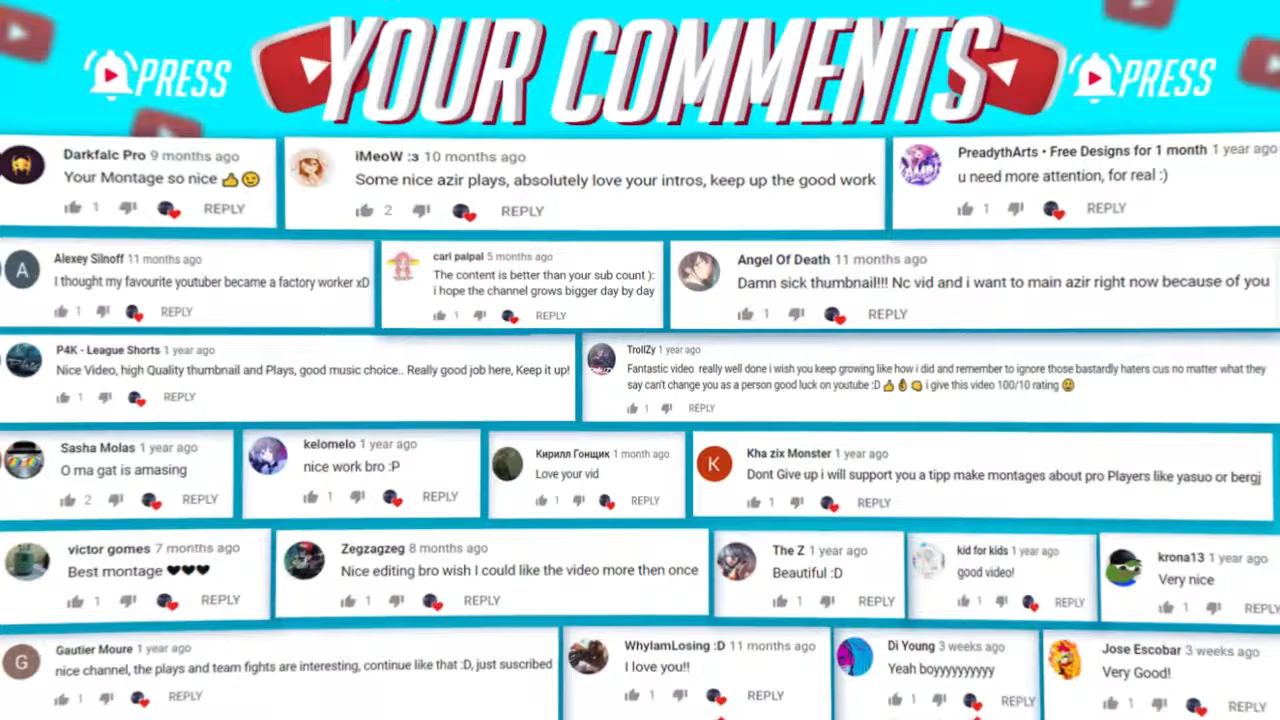 PRESS
YOUR COMMENTS
PRESS
Darkfalc Pro 9 months ago
Your Montage so nice 👍😉
1 REPLY
iMeoW :3 10 months ago
Some nice azir plays, absolutely love your intros, keep up the good work
2 REPLY
PreadythArts • Free Designs for 1 month 1 year ago
u need more attention, for real :)
1 REPLY
A
Alexey Silnoff 11 months ago
I thought my favourite youtuber became a factory worker xD
1 REPLY
carl palpal 5 months ago
The content is better than your sub count ):
i hope the channel grows bigger day by day
1 REPLY
Angel Of Death 11 months ago
Damn sick thumbnail!!! Nc vid and i want to main azir right now because of you
1 REPLY
P4K - League Shorts 1 year ago
Nice Video, high Quality thumbnail and Plays, good music choice.. Really good job here, Keep it up!
1 REPLY
TrollZy 1 year ago
Fantastic video really well done i wish you keep growing like how i did and remember to ignore those bastardly haters cus no matter what they
say can't change you as a person good luck on youtube :D 👍👌👊 i give this video 100/10 rating
1 REPLY
Sasha Molas 1 year ago
O ma gat is amasing
2 REPLY
kelomelo 1 year ago
nice work bro :P
1 REPLY
Кирилл Гонщик 1 month ago
Love your vid
1 REPLY
K
Kha zix Monster 1 year ago
Dont Give up i will support you a tipp make montages about pro Players like yasuo or bergj
1 REPLY
victor gomes 7 months ago
Best montage 🖤🖤🖤
1 REPLY
Zegzagzeg 8 months ago
Nice editing bro wish I could like the video more then once
1 REPLY
The Z 1 year ago
Beautiful :D
1 REPLY
kid for kids 1 year ago
good video!
1 REPLY
krona13 1 year ago
Very nice
1 REPLY
G
Gautier Moure 1 year ago
nice channel, the plays and team fights are interesting, continue like that :D, just suscribed
1 REPLY
WhyIamLosing :D 11 months ago
I love you!!
1 REPLY
Di Young 3 weeks ago
Yeah boyyyyyyyyy
1 REPLY
Jose Escobar 3 weeks ago
Very Good!
1 REPLY